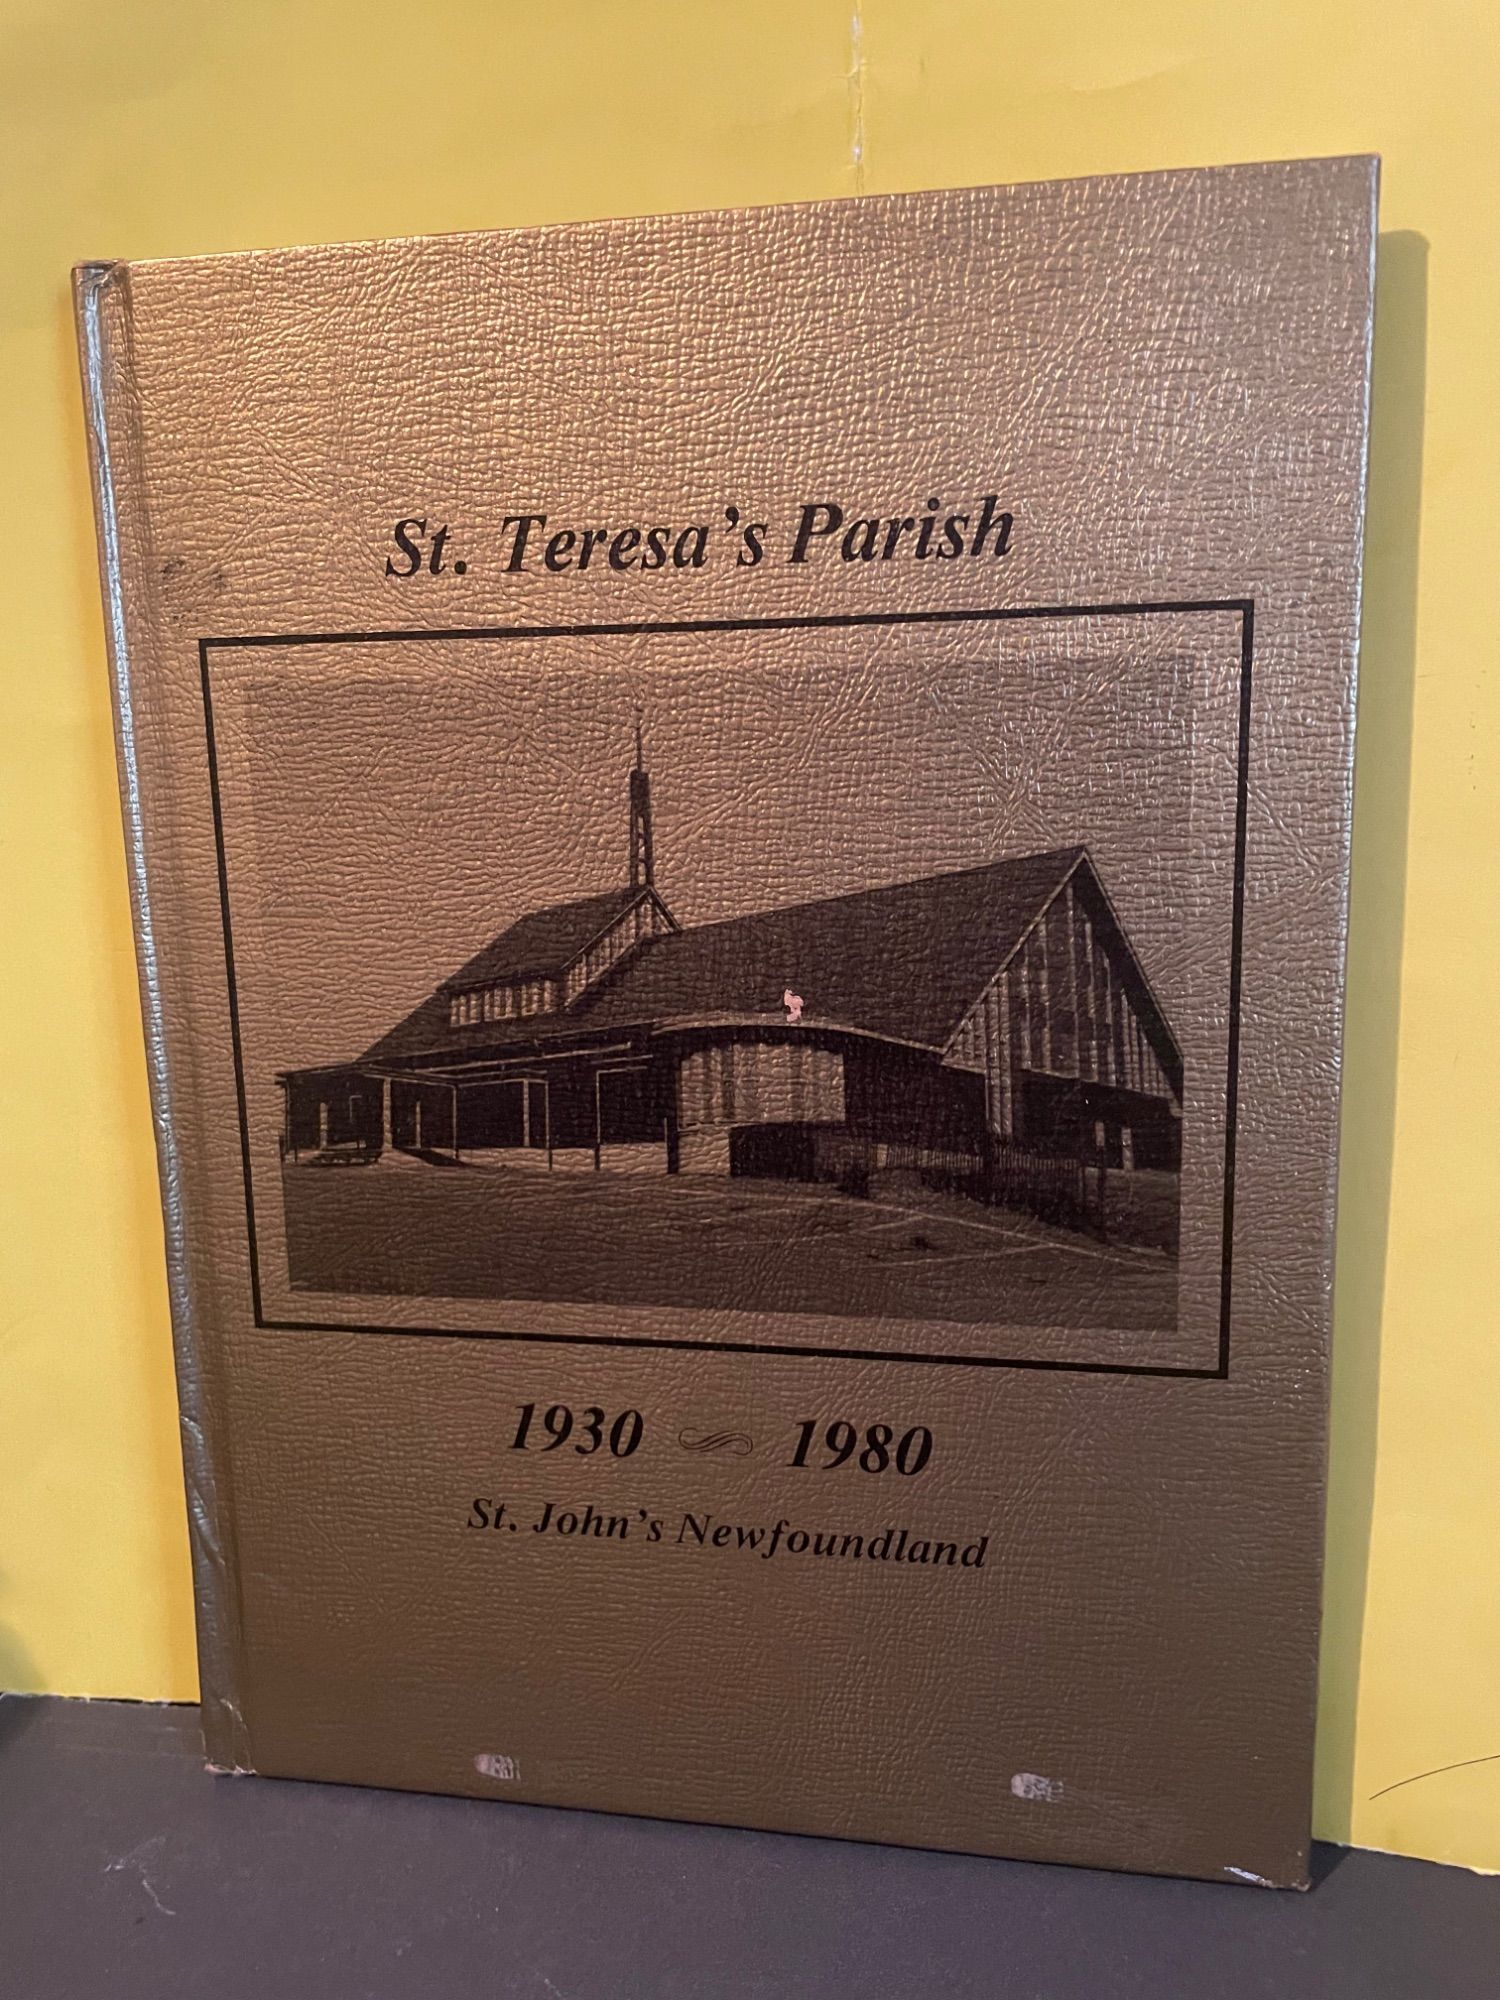 St. Teresa's Parish
1930 1980
St. John's Newfoundland